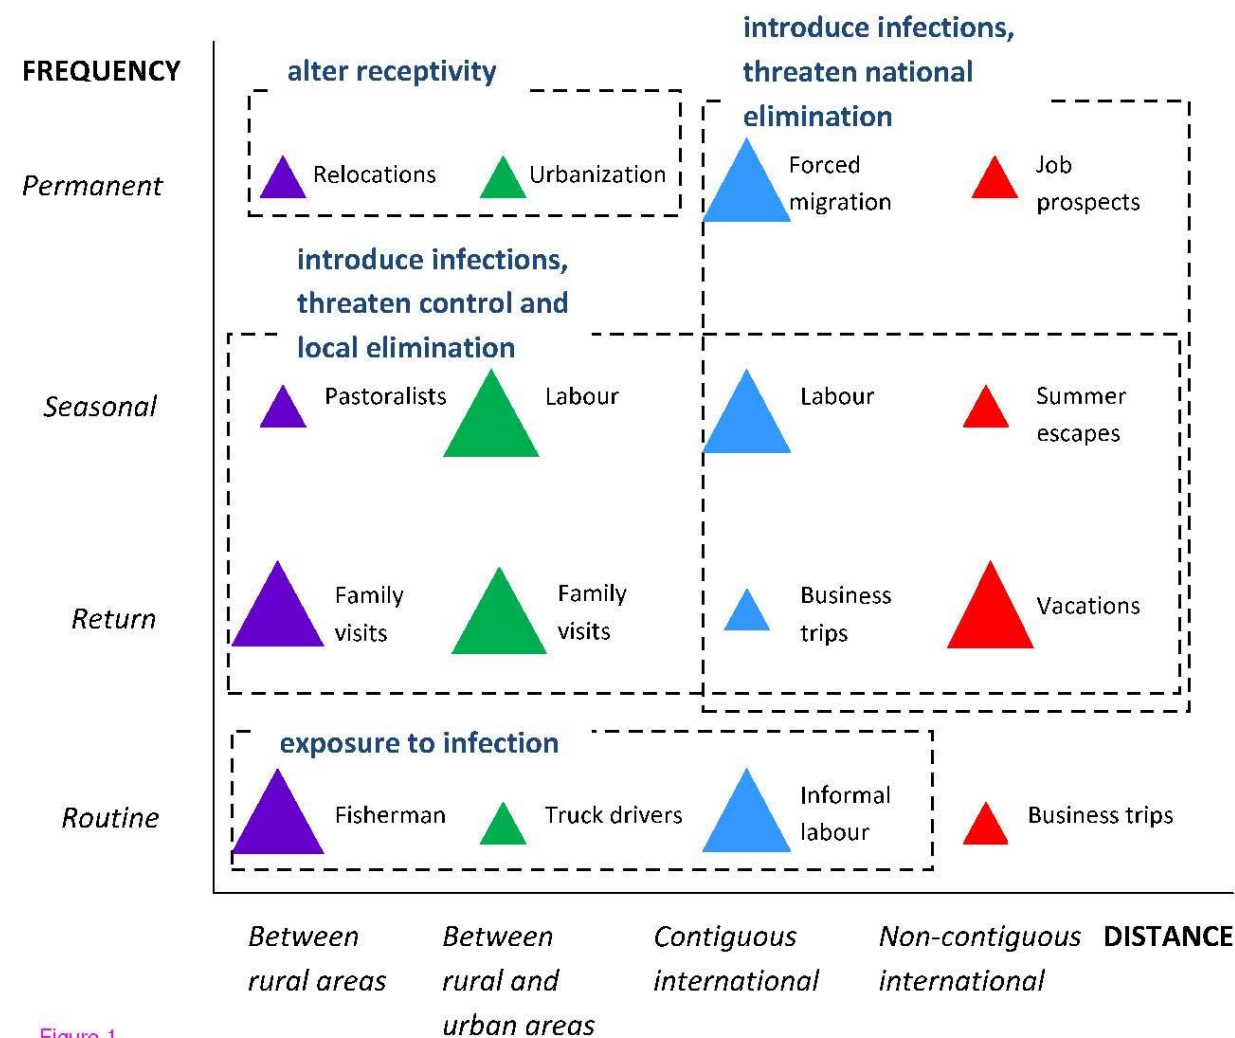 introduce infections,
threaten national
elimination
FREQUENCY
alter receptivity
Permanent
Relocations
Urbanization
Forced
migration
Job
prospects
introduce infections,
threaten control and
local elimination
Seasonal
Pastoralists
Labour
Labour
Summer
escapes
Return
Family
visits
Family
visits
Business
trips
Vacations
exposure to infection
Routine
Fisherman
Truck drivers
Informal
labour
Business trips
Between
rural areas
Between
rural and
urban areas
Contiguous
international
Non-contiguous
international
DISTANCE
Figure 1